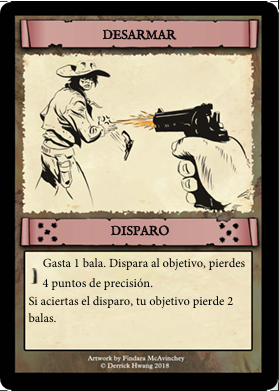 DESARMAR
DISPARO
Gasta 1 bala. Dispara al objetivo, pierdes
4 puntos de precisión.
Si aciertas el disparo, tu objetivo pierde 2
balas.
Artwork by Findara McAvinchey
© Derrick Hwang 2018